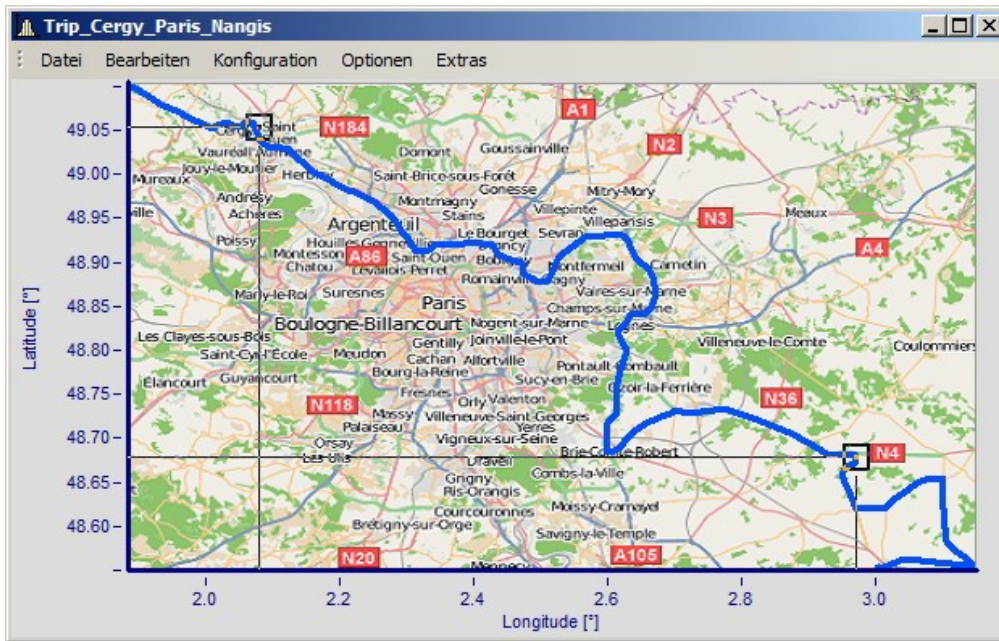 Trip_Cergy_Paris_Nangis
Datei Bearbeiten Konfiguration Optionen Extras
Latitude [°]
49.05
49.00
48.95
48.90
48.85
48.80
48.75
48.70
48.65
48.60
A1
N184
N2
Domont
Goussainville
Vauréal
Jouy-le-Moutier
Saint-Brice-sous-Forêt
Mureaux
Gonesse
Mitry-Mory
Andrésy
Montmagny
Achères
Stains
Villepinte
Villeparisis
N3
Meaux
Argenteuil
Le Bourget
Sevran
Poissy
A4
Montesson
A86
Saint-Ouen
Montfermeil
Chatou
Levallois-Perret
Romainville
Marly-le-Roi
Suresnes
Vaires-sur-Marne
Paris
Champs-sur-Marne
Boulogne-Billancourt
Nogent-sur-Marne
Les Clayes-sous-Bois
Gentilly
Joinville-le-Pont
Villeneuve-le-Comte
Coulommiers
Saint-Cyr-l'École
Meudon
Cachan
Alfortville
Pontault-Combault
Élancourt
Guyancourt
Bourg-la-Reine
Sucy-en-Brie
Ozoir-la-Ferrière
Fresnes
Orly
Valenton
N36
N118
Massy
Villeneuve-Saint-Georges
Palaiseau
Yerres
Orsay
Vigneux-sur-Seine
Les Ulis
Brie-Comte-Robert
N4
Draveil
Combs-la-Ville
Grigny
Ris-Orangis
Moissy-Cramayel
Courcouronnes
Brétigny-sur-Orge
Savigny-le-Temple
N20
A105
Mennecy
2.0 2.2 2.4 2.6 2.8 3.0
Longitude [°]